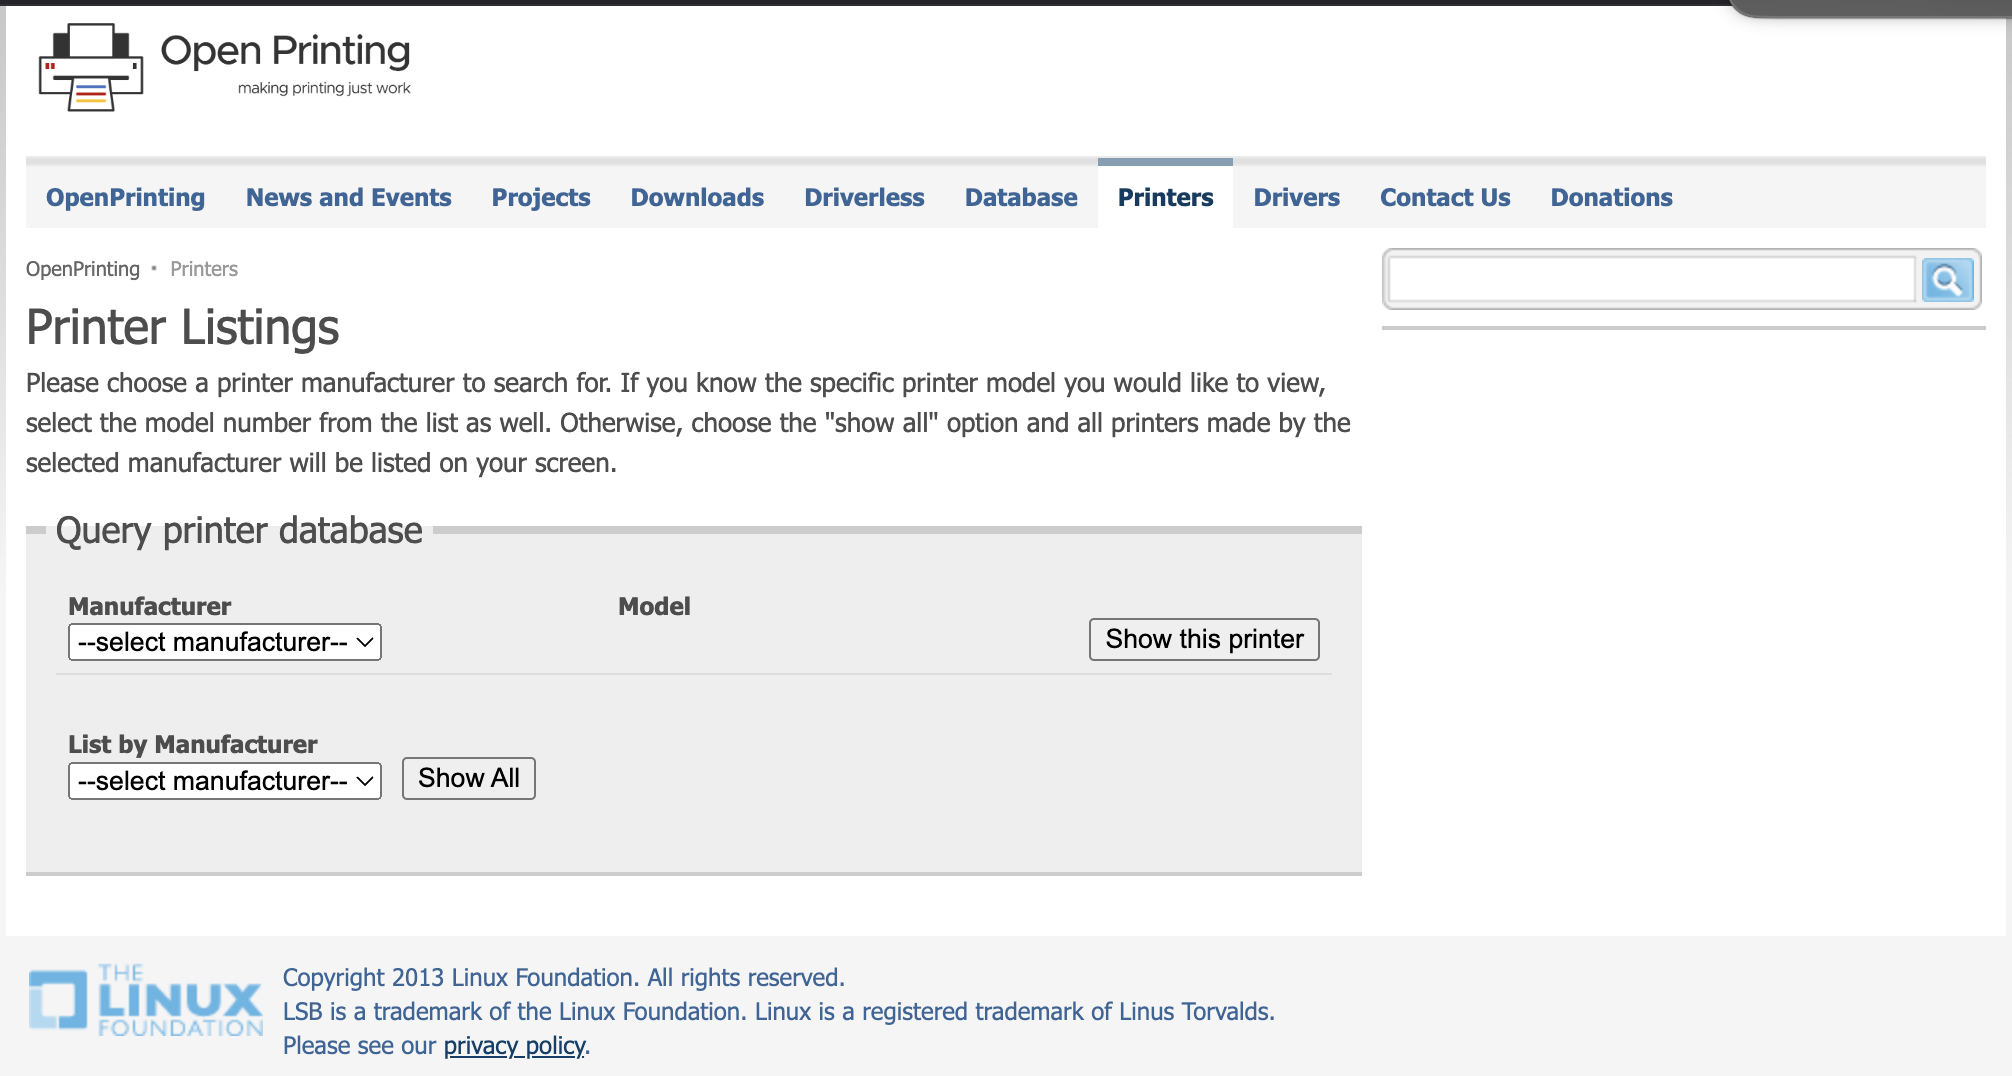 Open Printing
making printing just work
OpenPrinting News and Events Projects Downloads Driverless Database Printers Drivers Contact Us Donations
OpenPrinting • Printers
Printer Listings
Please choose a printer manufacturer to search for. If you know the specific printer model you would like to view,
select the model number from the list as well. Otherwise, choose the "show all" option and all printers made by the
selected manufacturer will be listed on your screen.
Query printer database
Manufacturer Model
--select manufacturer-- Show this printer
List by Manufacturer
--select manufacturer-- Show All
THE
LINUX
FOUNDATION
Copyright 2013 Linux Foundation. All rights reserved.
LSB is a trademark of the Linux Foundation. Linux is a registered trademark of Linus Torvalds.
Please see our privacy policy.